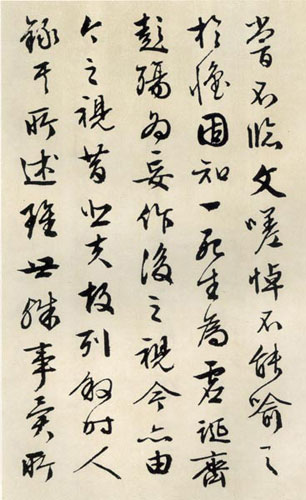 嘗不臨文嗟悼不能喻之
於懷固知一死生為虛誕齊
彭殤為妄作後之視今亦由
今之視昔悲夫故列敘時人
錄其所述雖世殊事異所